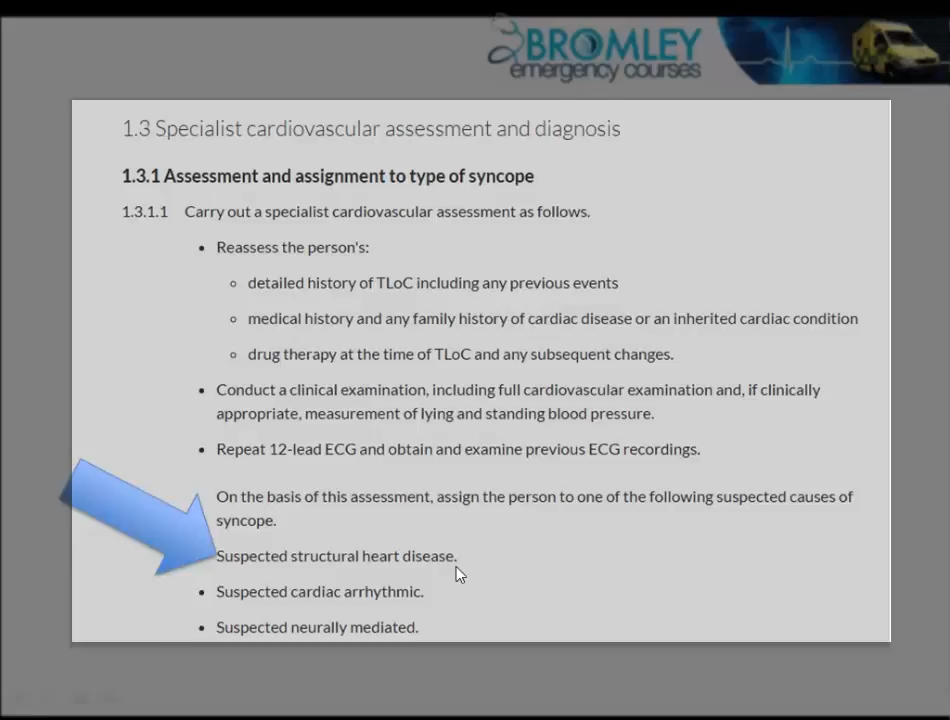 BROMLEY
emergency courses
1.3 Specialist cardiovascular assessment and diagnosis
1.3.1 Assessment and assignment to type of syncope
1.3.1.1 Carry out a specialist cardiovascular assessment as follows.
• Reassess the person's:
◦ detailed history of TLoC including any previous events
◦ medical history and any family history of cardiac disease or an inherited cardiac condition
◦ drug therapy at the time of TLoC and any subsequent changes.
• Conduct a clinical examination, including full cardiovascular examination and, if clinically
appropriate, measurement of lying and standing blood pressure.
• Repeat 12-lead ECG and obtain and examine previous ECG recordings.
On the basis of this assessment, assign the person to one of the following suspected causes of
syncope.
Suspected structural heart disease.
• Suspected cardiac arrhythmic.
• Suspected neurally mediated.